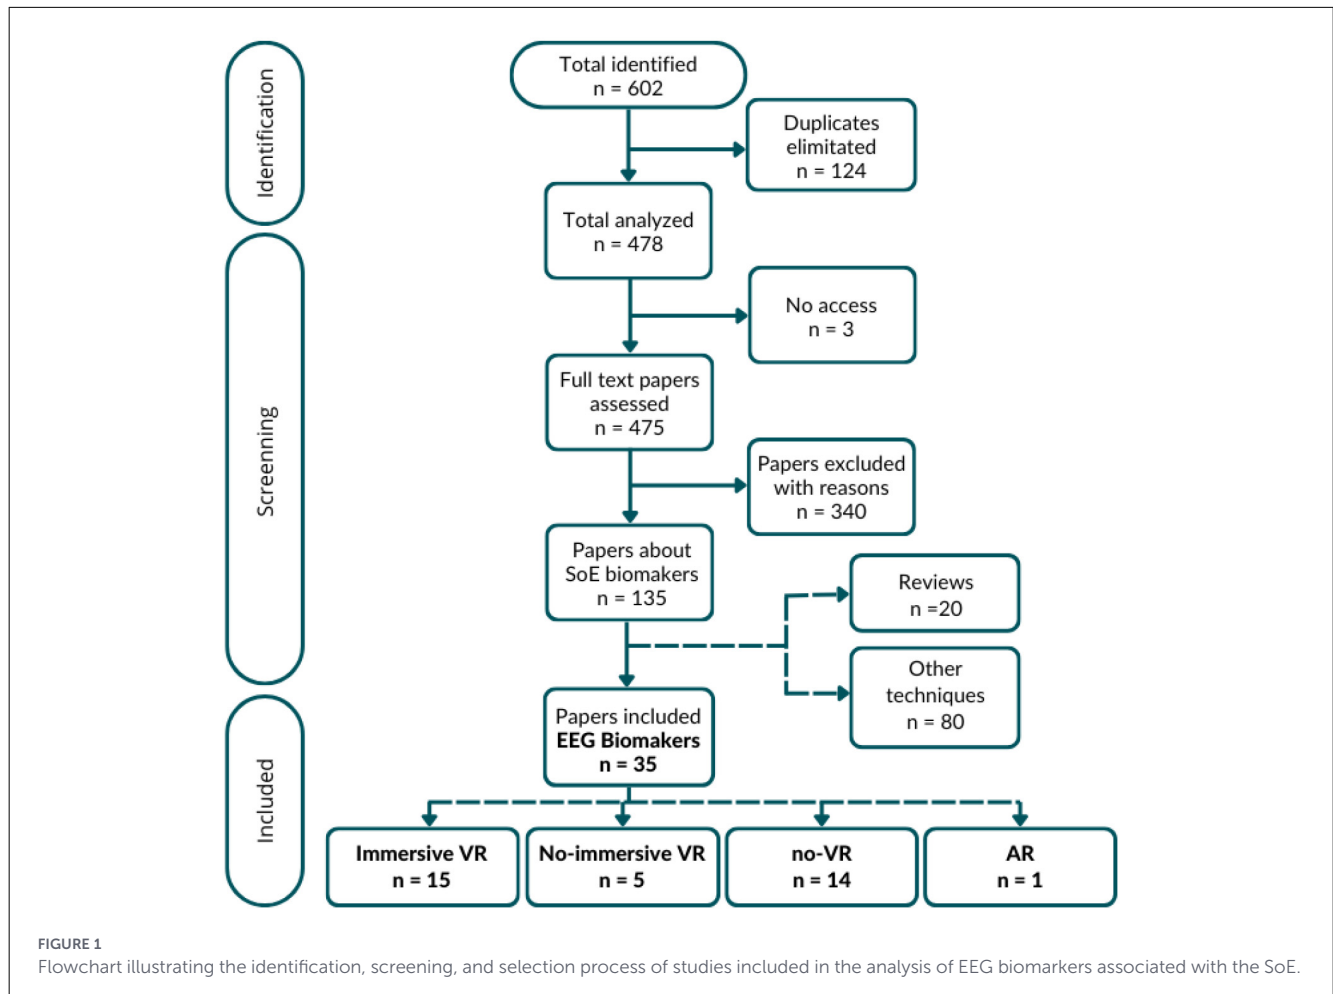 Identification
Total identified
n = 602
Duplicates
elimitated
n = 124
Total analyzed
n = 478
Screnning
No access
n = 3
Full text papers
assessed
n = 475
Papers excluded
with reasons
n = 340
Papers about
SoE biomakers
n = 135
Reviews
n =20
Other
techniques
n = 80
Included
Papers included
EEG Biomakers
n = 35
Immersive VR
n = 15
No-immersive VR
n = 5
no-VR
n = 14
AR
n = 1
FIGURE 1
Flowchart illustrating the identification, screening, and selection process of studies included in the analysis of EEG biomarkers associated with the SoE.